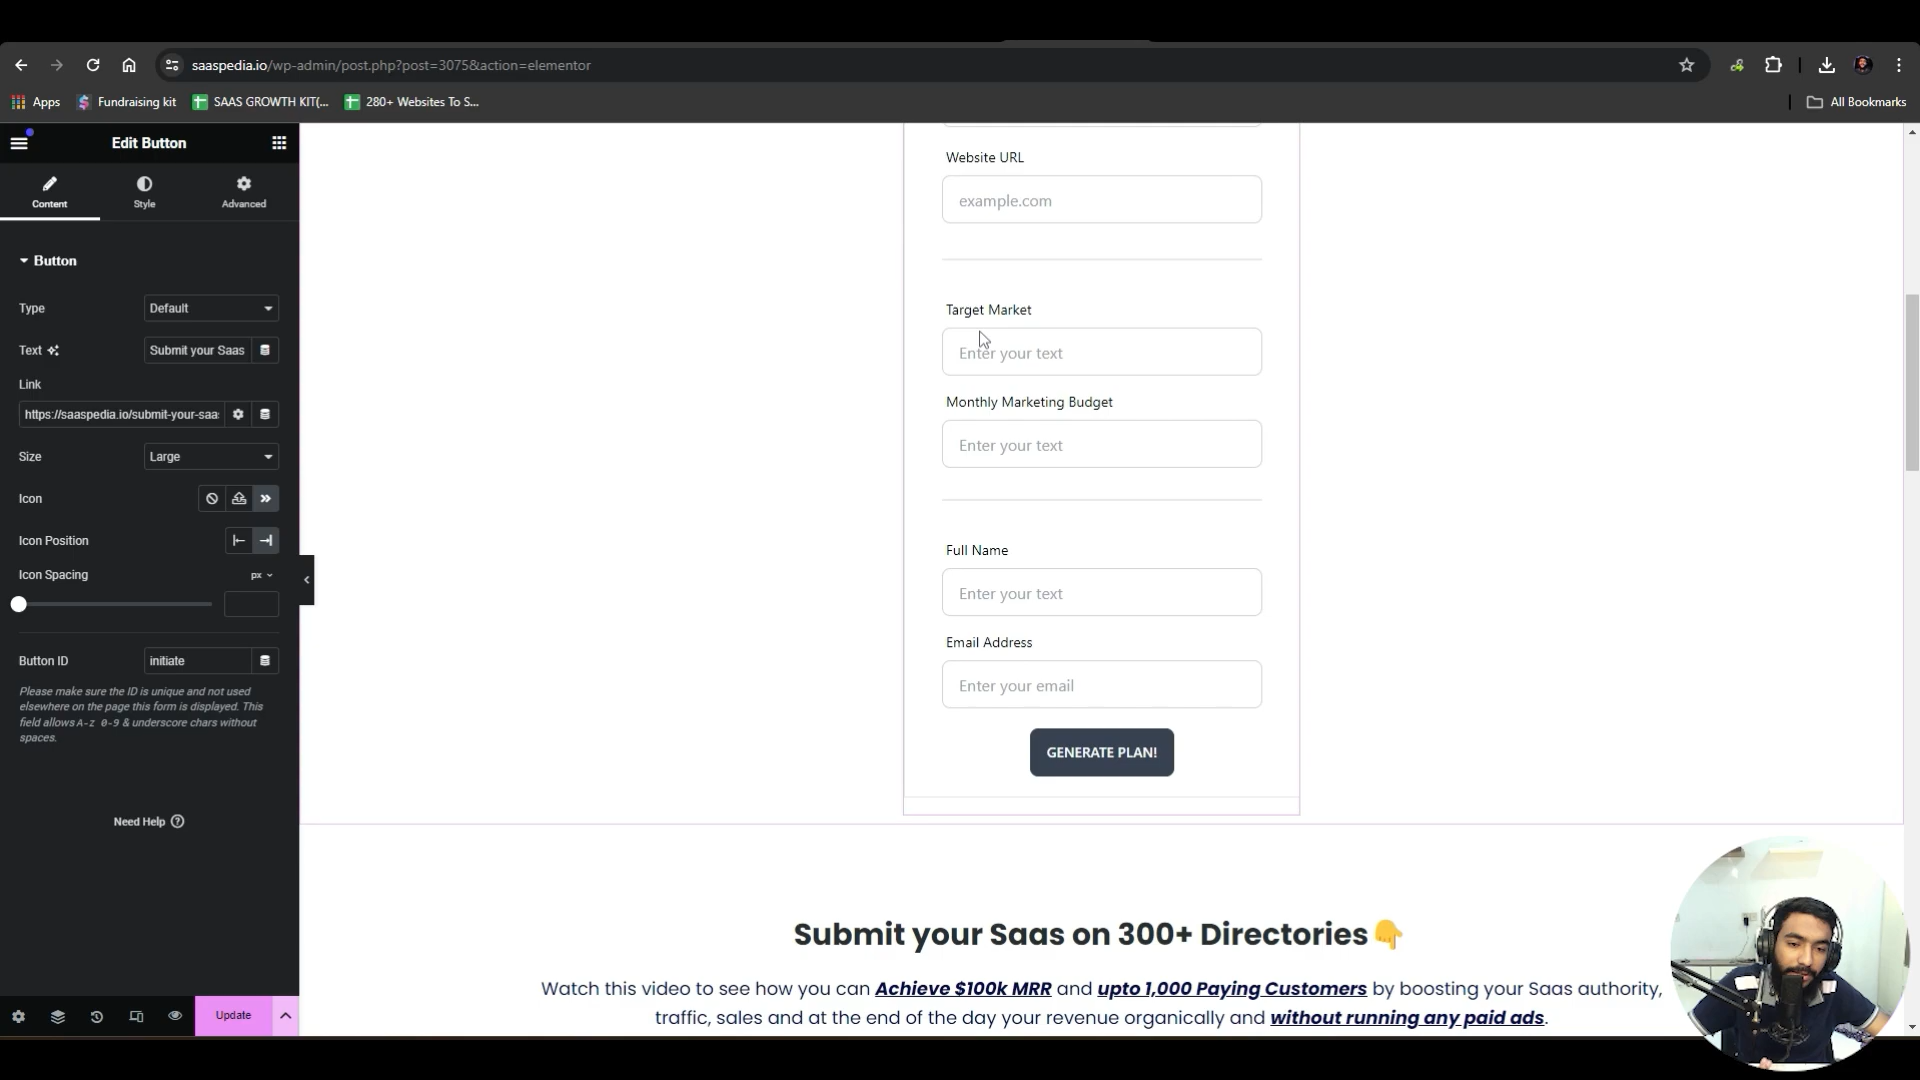 saaspedia.io/wp-admin/post.php?post=3075&action=elementor
Apps
Fundraising kit
SAAS GROWTH KIT(...
280+ Websites To S...
All Bookmarks
Edit Button
Content
Style
Advanced
Button
Type
Default
Text
Submit your Saas
Link
https://saaspedia.io/submit-your-saa
Size
Large
Icon
Icon Position
Icon Spacing
px
Button ID
initiate
Please make sure the ID is unique and not used
elsewhere on the page this form is displayed. This
field allows A-z 0-9 & underscore chars without
spaces.
Need Help
Update
Website URL
example.com
Target Market
Enter your text
Monthly Marketing Budget
Enter your text
Full Name
Enter your text
Email Address
Enter your email
GENERATE PLAN!
Submit your Saas on 300+ Directories👇
Watch this video to see how you can Achieve $100k MRR and upto 1,000 Paying Customers by boosting your Saas authority,
traffic, sales and at the end of the day your revenue organically and without running any paid ads.